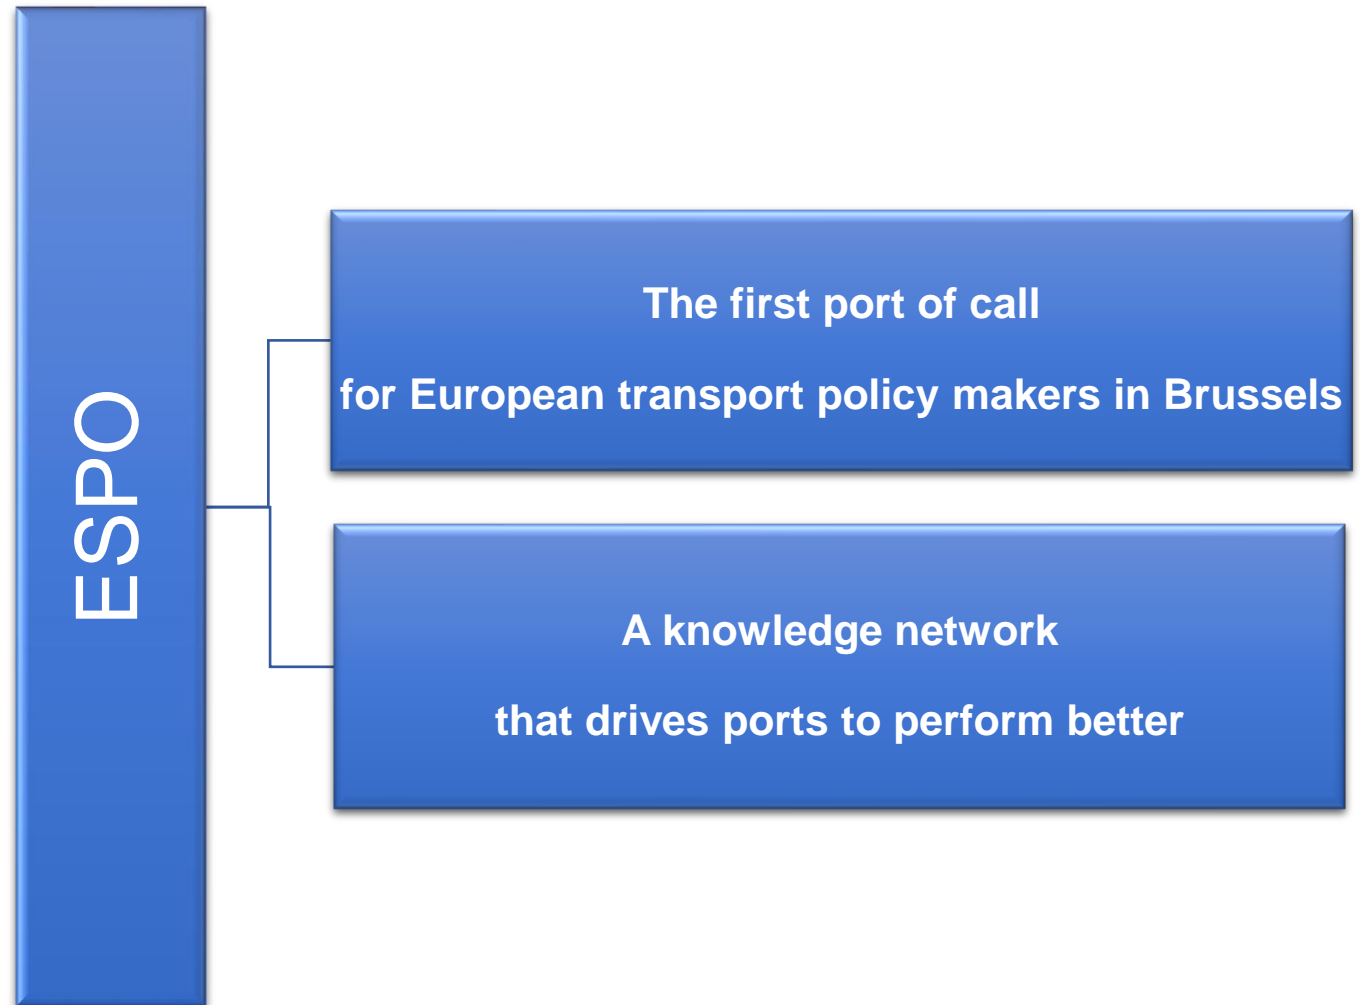 ESPO
The first port of call
for European transport policy makers in Brussels
A knowledge network
that drives ports to perform better